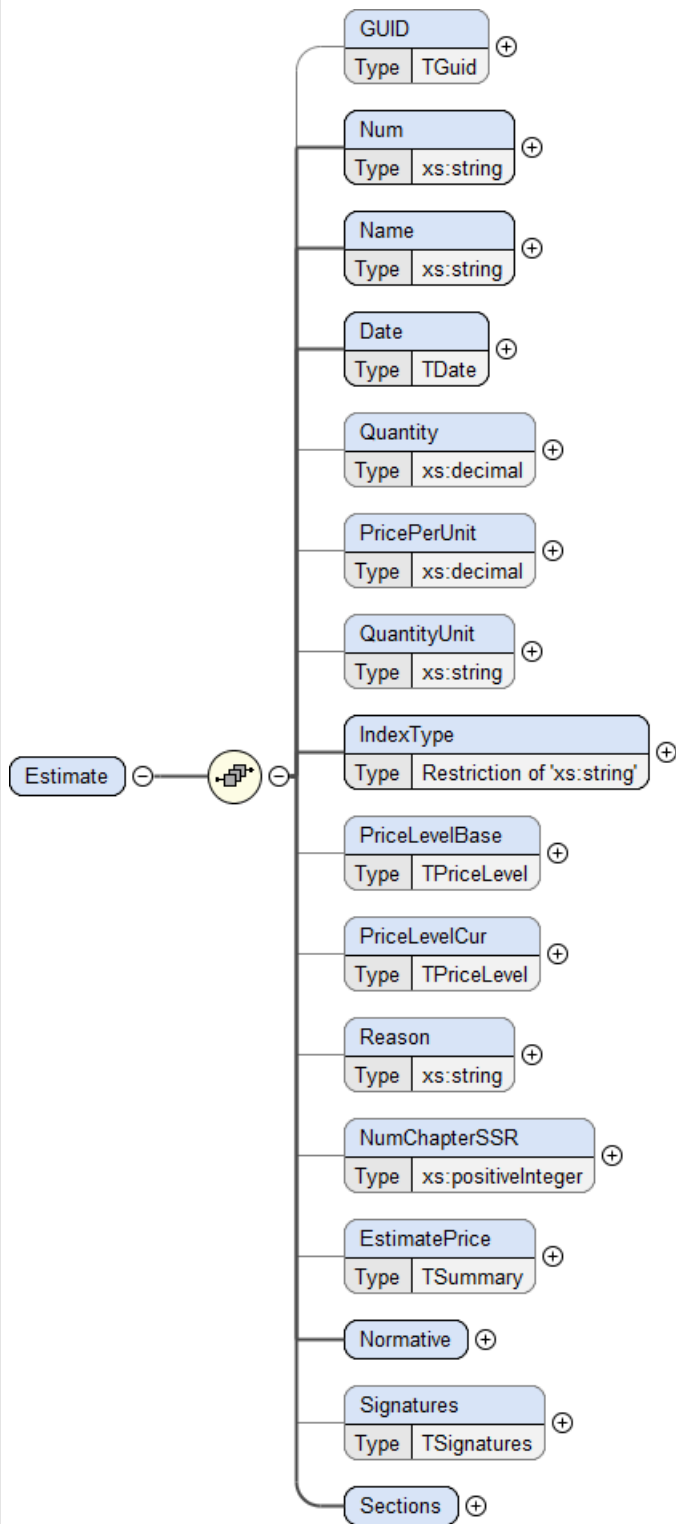 GUID
Type TGuid
Num
Type xs:string
Name
Type xs:string
Date
Type TDate
Quantity
Type xs:decimal
PricePerUnit
Type xs:decimal
QuantityUnit
Type xs:string
IndexType
Type Restriction of 'xs:string'
Estimate
PriceLevelBase
Type TPriceLevel
PriceLevelCur
Type TPriceLevel
Reason
Type xs:string
NumChapterSSR
Type xs:positiveInteger
EstimatePrice
Type TSummary
Normative
Signatures
Type TSignatures
Sections